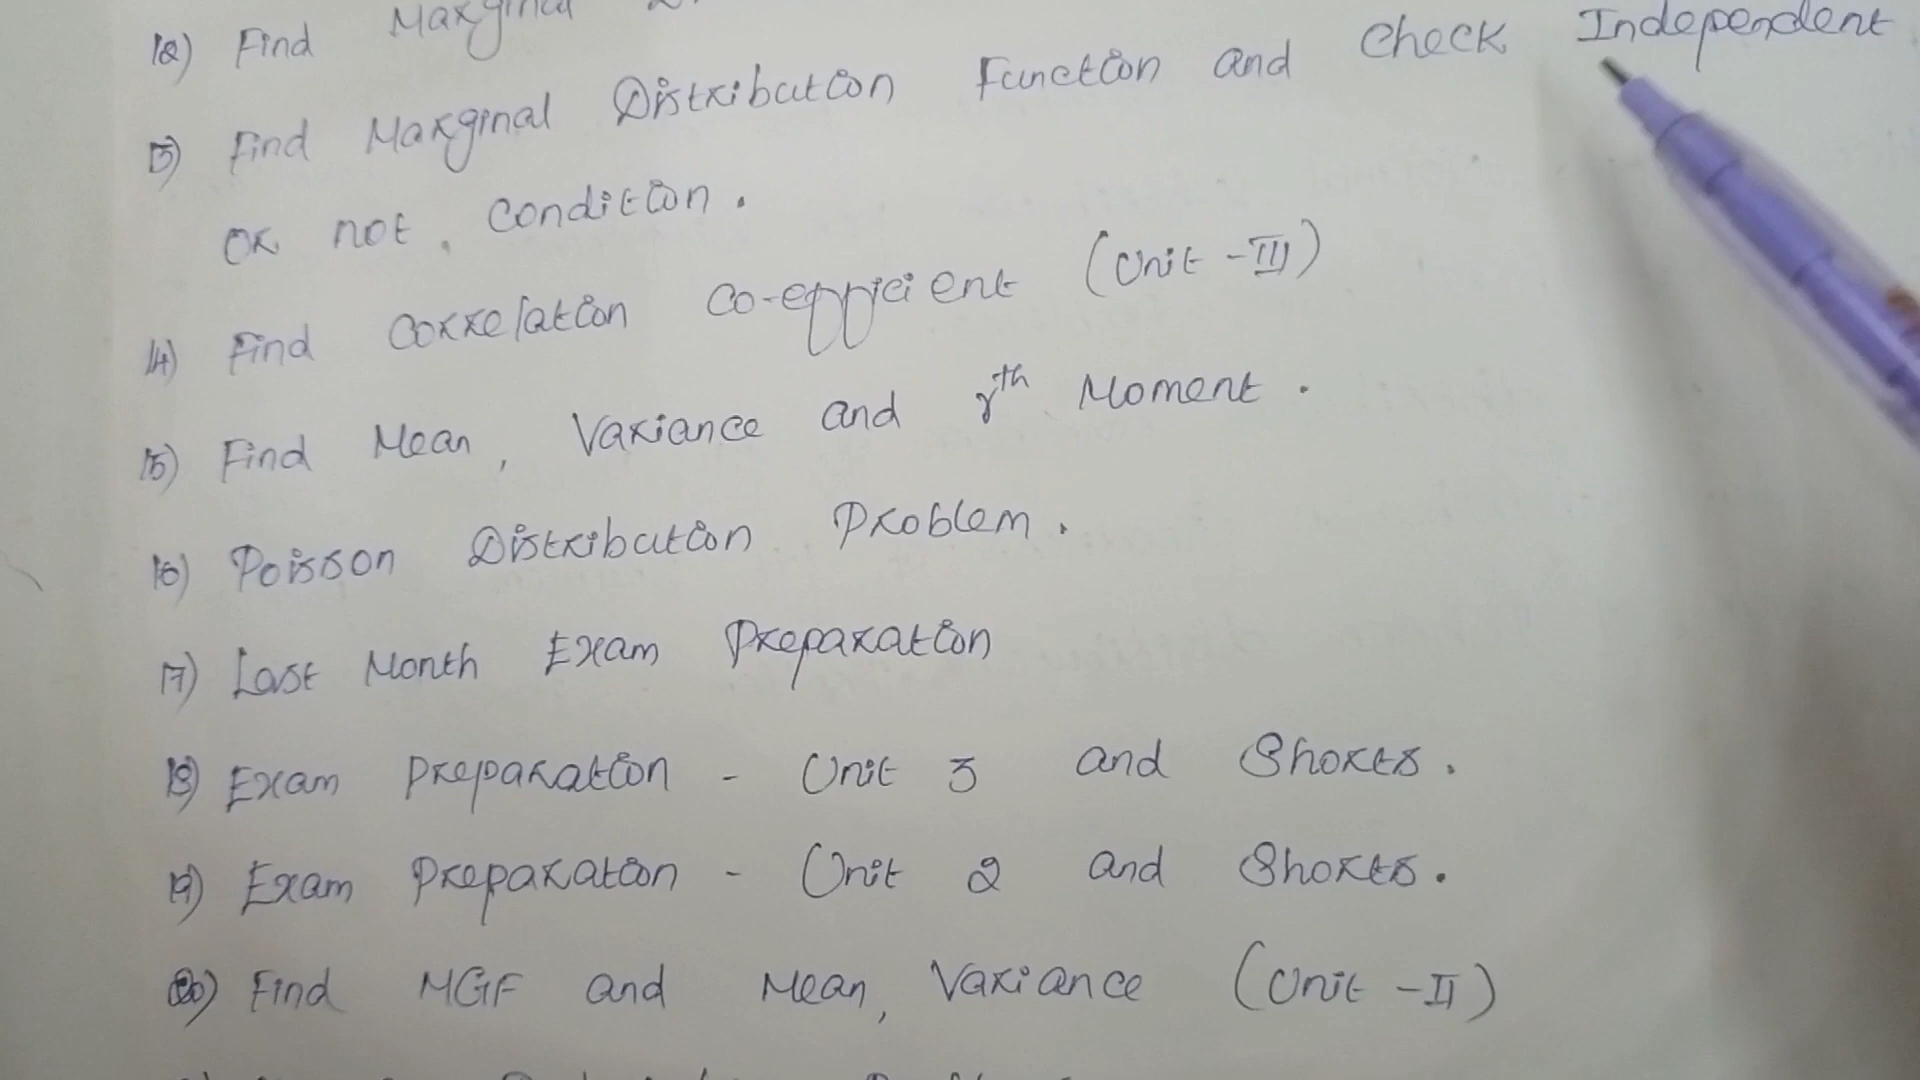 12) Find Marginal
13) Find Marginal Distribution Function and Check Independent
or not condition.
14) Find Correlation Co-efficient (Unit -III)
15) Find Mean, Variance and rth Moment.
16) Poisson Distribution Problem.
17) Last Month Exam Preparation
18) Exam Preparation - Unit 3 and Shorts.
19) Exam Preparation - Unit 2 and Shorts.
20) Find MGF and Mean, Variance (Unit -II)